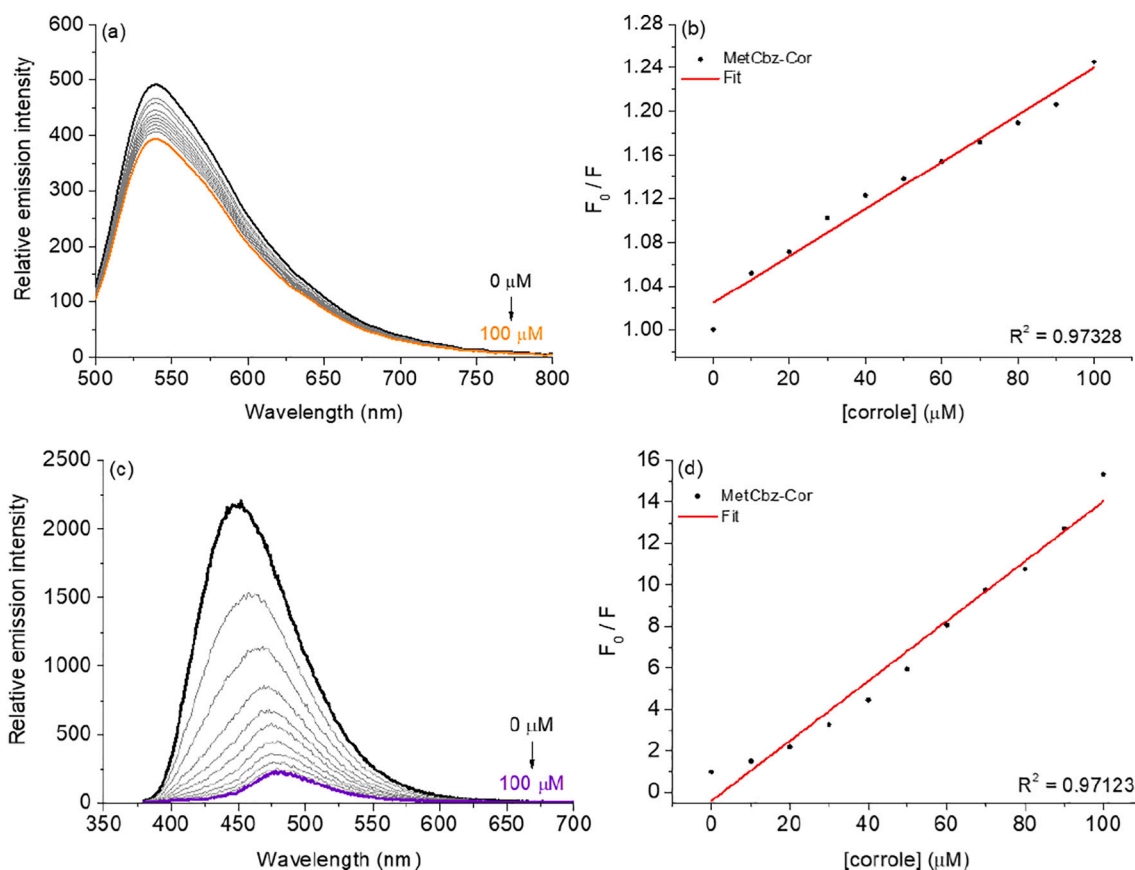 (a)
600
500
400
300
200
100
0
Relative emission intensity
500 550 600 650 700 750 800
Wavelength (nm)
0 μM
100 μM
(b)
1.28
1.24
1.20
1.16
1.12
1.08
1.04
1.00
F₀ / F
MetCbz-Cor
Fit
R² = 0.97328
0 20 40 60 80 100
[corrole] (μM)
(c)
2500
2000
1500
1000
500
0
Relative emission intensity
350 400 450 500 550 600 650 700
Wavelength (nm)
0 μM
100 μM
(d)
16
14
12
10
8
6
4
2
0
F₀ / F
MetCbz-Cor
Fit
R² = 0.97123
0 20 40 60 80 100
[corrole] (μM)